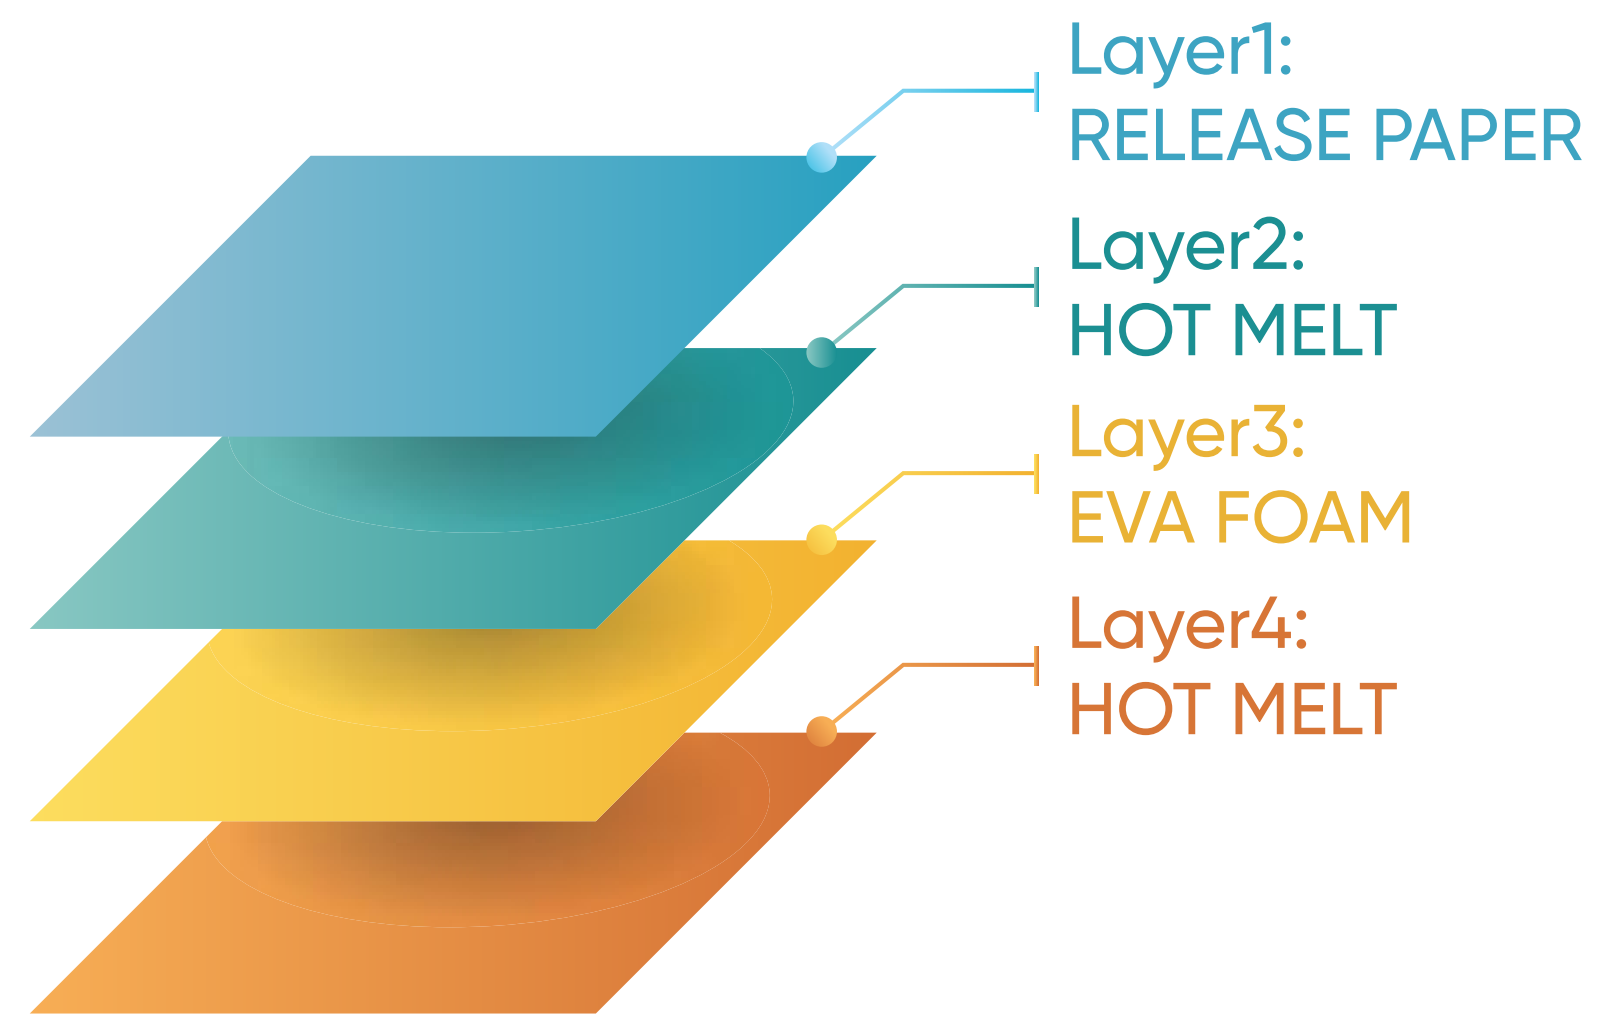 Layer1:
RELEASE PAPER
Layer2:
HOT MELT
Layer3:
EVA FOAM
Layer4:
HOT MELT